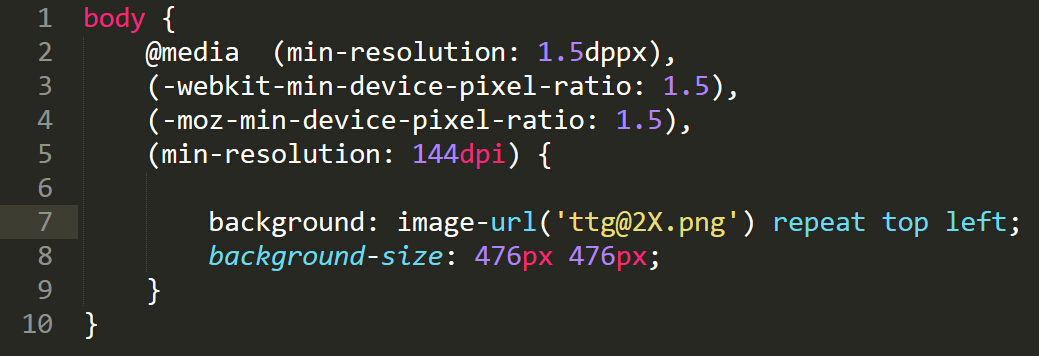 1 body {
2     @media  (min-resolution: 1.5dppx),
3     (-webkit-min-device-pixel-ratio: 1.5),
4     (-moz-min-device-pixel-ratio: 1.5),
5     (min-resolution: 144dpi) {
6
7         background: image-url('ttg@2X.png') repeat top left;
8         background-size: 476px 476px;
9     }
10 }